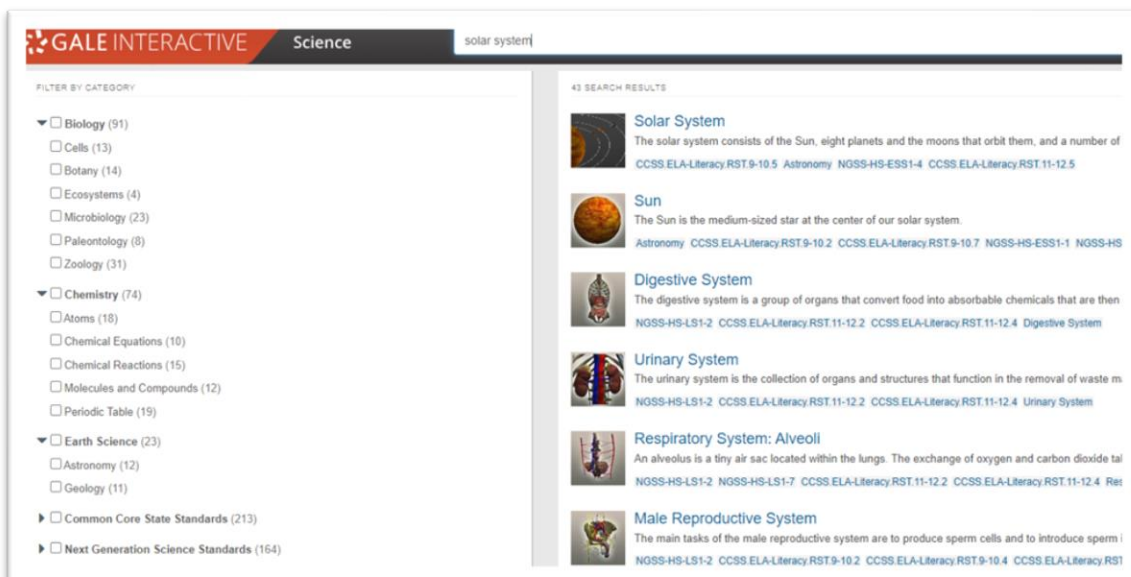 GALE INTERACTIVE
Science
solar system
FILTER BY CATEGORY
Biology (91)
Cells (13)
Botany (14)
Ecosystems (4)
Microbiology (23)
Paleontology (8)
Zoology (31)
Chemistry (74)
Atoms (18)
Chemical Equations (10)
Chemical Reactions (15)
Molecules and Compounds (12)
Periodic Table (19)
Earth Science (23)
Astronomy (12)
Geology (11)
Common Core State Standards (213)
Next Generation Science Standards (164)
43 SEARCH RESULTS
Solar System
The solar system consists of the Sun, eight planets and the moons that orbit them, and a number of
CCSS.ELA-Literacy.RST.9-10.5 Astronomy NGSS-HS-ESS1-4 CCSS.ELA-Literacy.RST.11-12.5
Sun
The Sun is the medium-sized star at the center of our solar system.
Astronomy CCSS.ELA-Literacy.RST.9-10.2 CCSS.ELA-Literacy.RST.9-10.7 NGSS-HS-ESS1-1 NGSS-HS
Digestive System
The digestive system is a group of organs that convert food into absorbable chemicals that are then
NGSS-HS-LS1-2 CCSS.ELA-Literacy.RST.11-12.2 CCSS.ELA-Literacy.RST.11-12.4 Digestive System
Urinary System
The urinary system is the collection of organs and structures that function in the removal of waste m
NGSS-HS-LS1-2 CCSS.ELA-Literacy.RST.11-12.2 CCSS.ELA-Literacy.RST.11-12.4 Urinary System
Respiratory System: Alveoli
An alveolus is a tiny air sac located within the lungs. The exchange of oxygen and carbon dioxide tal
NGSS-HS-LS1-2 NGSS-HS-LS1-7 CCSS.ELA-Literacy.RST.11-12.2 CCSS.ELA-Literacy.RST.11-12.4 Res
Male Reproductive System
The main tasks of the male reproductive system are to produce sperm cells and to introduce sperm i
NGSS-HS-LS1-2 CCSS.ELA-Literacy.RST.9-10.2 CCSS.ELA-Literacy.RST.9-10.4 CCSS.ELA-Literacy.RST